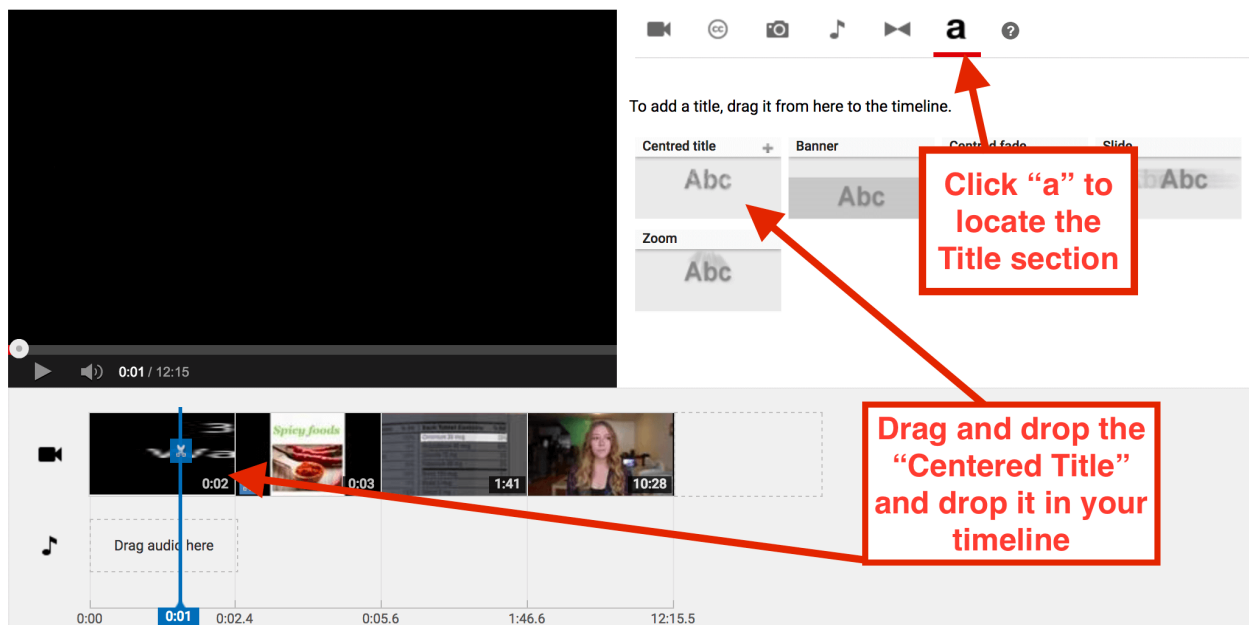 CC
a
?
To add a title, drag it from here to the timeline.
Centred title +
Banner
Centred fade
Slide
Abc
Abc
Abc
Zoom
Abc
Click “a” to
locate the
Title section
0:01 / 12:15
Drag and drop the
“Centered Title”
and drop it in your
timeline
Spicy foods
0:02
0:03
1:41
10:28
Drag audio here
0:00
0:01
0:02.4
0:05.6
1:46.6
12:15.5